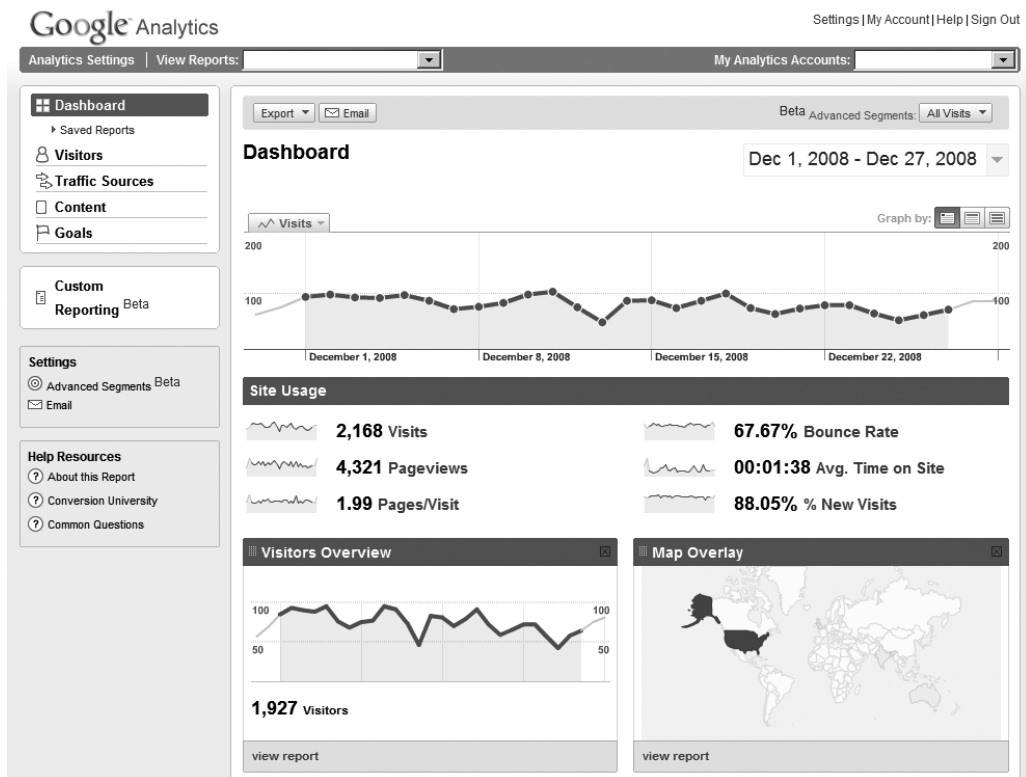 Google Analytics
Settings | My Account | Help | Sign Out
Analytics Settings | View Reports:
My Analytics Accounts:
Dashboard
Saved Reports
Visitors
Traffic Sources
Content
Goals
Custom
Reporting Beta
Settings
Advanced Segments Beta
Email
Help Resources
About this Report
Conversion University
Common Questions
Export Email
Beta Advanced Segments: All Visits
Dashboard
Dec 1, 2008 - Dec 27, 2008
Visits
Graph by:
200 200
100 100
December 1, 2008 December 8, 2008 December 15, 2008 December 22, 2008
Site Usage
2,168 Visits
67.67% Bounce Rate
4,321 Pageviews
00:01:38 Avg. Time on Site
1.99 Pages/Visit
88.05% % New Visits
Visitors Overview
100 100
50 50
1,927 Visitors
view report
Map Overlay
view report